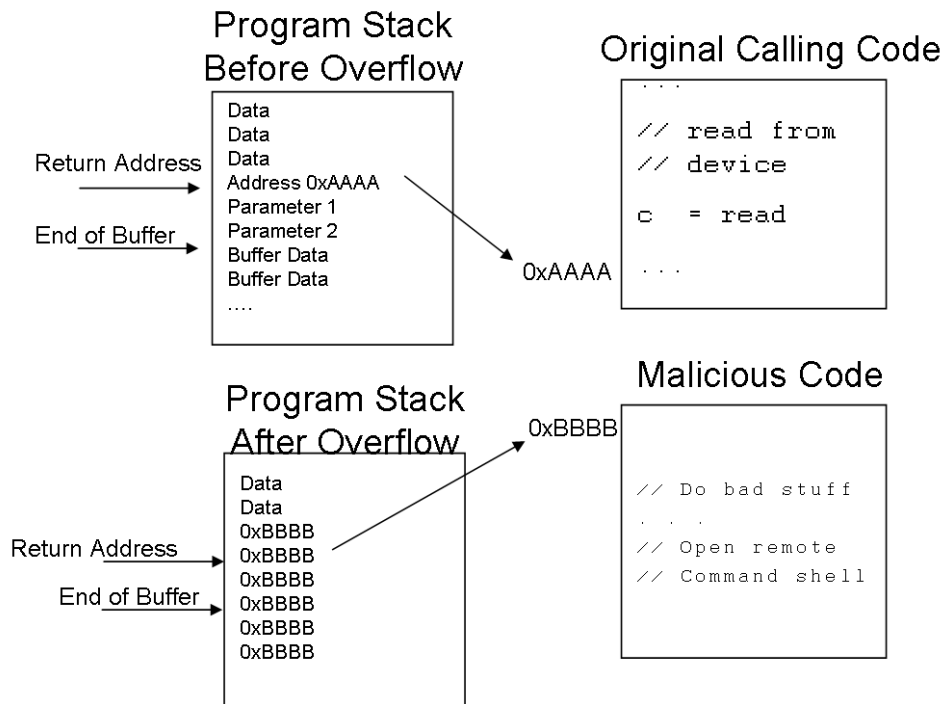 Program Stack
Before Overflow
Data
Data
Data
Address 0xAAAA
Parameter 1
Parameter 2
Buffer Data
Buffer Data
....
Return Address
End of Buffer
Original Calling Code
. . .
// read from
// device
c = read
. . .
0xAAAA
Program Stack
After Overflow
Data
Data
0xBBBB
0xBBBB
0xBBBB
0xBBBB
0xBBBB
0xBBBB
Return Address
End of Buffer
Malicious Code
0xBBBB
// Do bad stuff
. . .
// Open remote
// Command shell